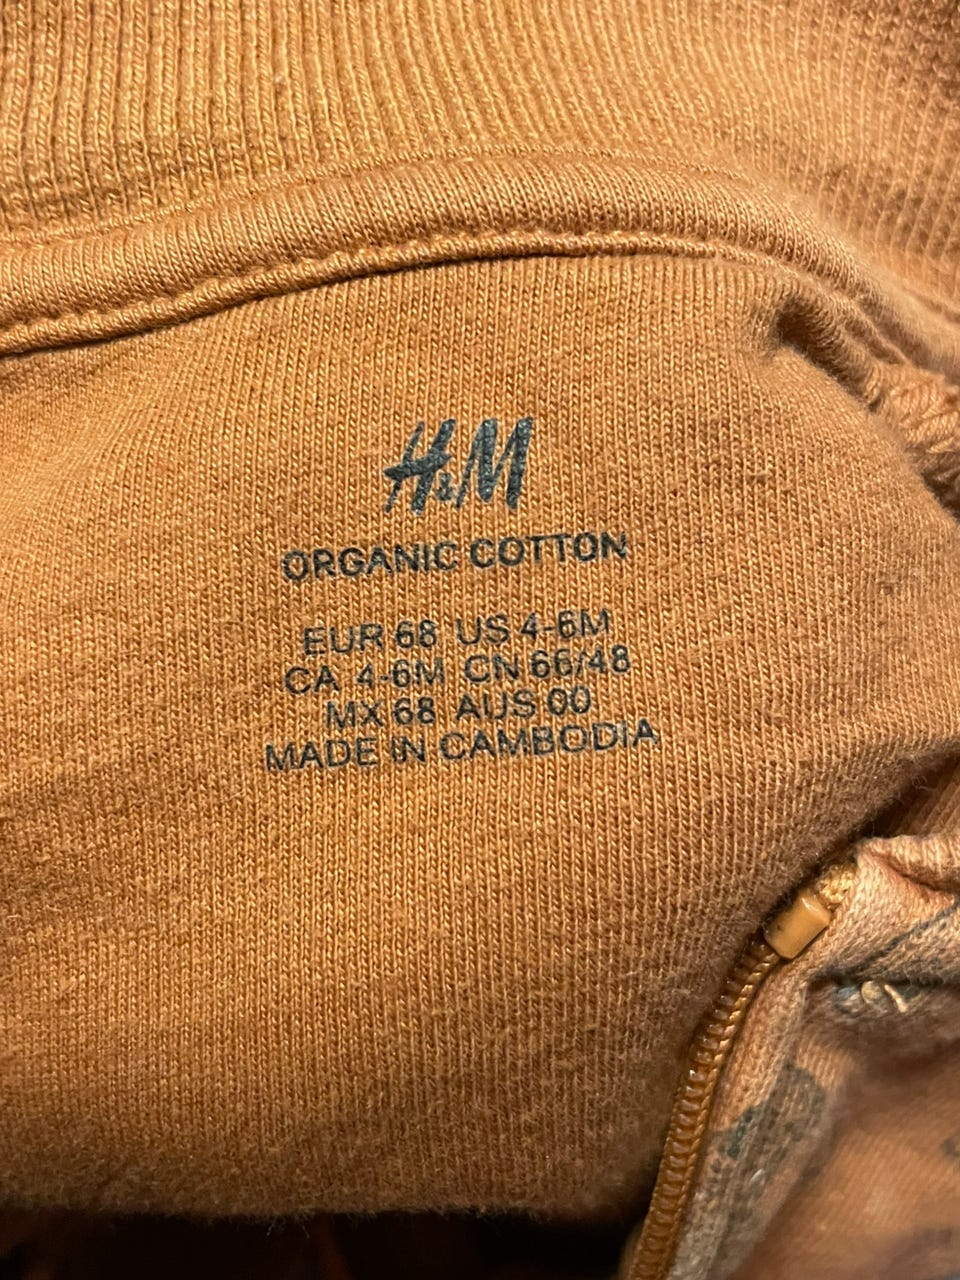 H&M
ORGANIC COTTON
EUR 68 US 4-6M
CA 4-6M CN 66/48
MX 68 AUS 00
MADE IN CAMBODIA